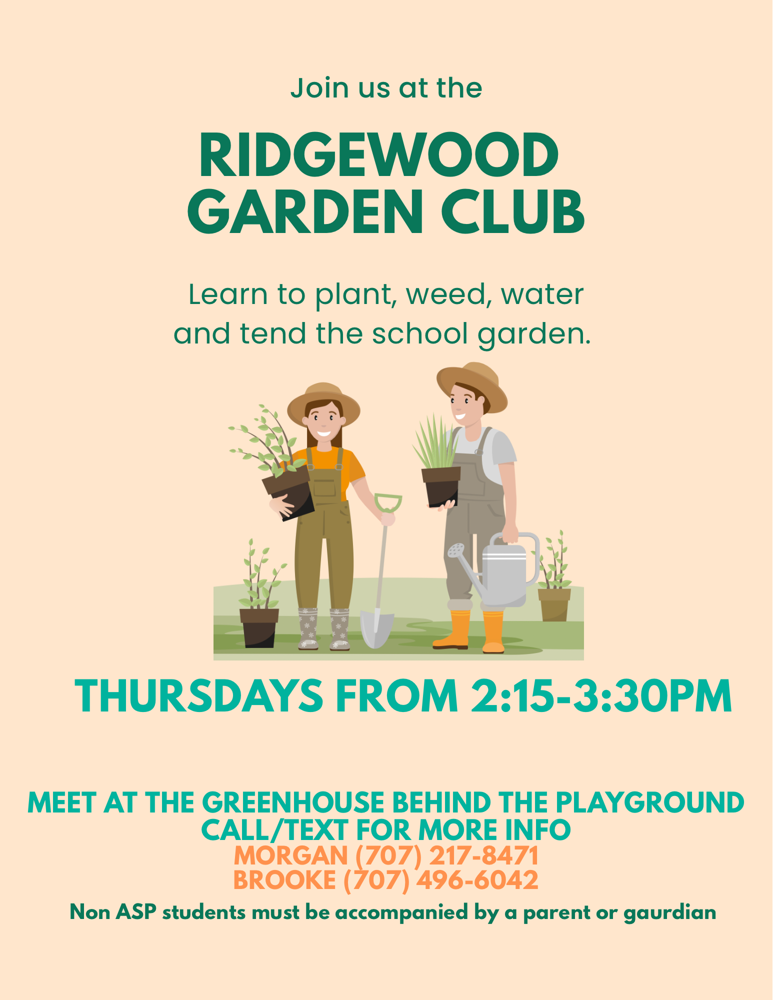 Join us at the
RIDGEWOOD
GARDEN CLUB
Learn to plant, weed, water
and tend the school garden.
THURSDAYS FROM 2:15-3:30PM
MEET AT THE GREENHOUSE BEHIND THE PLAYGROUND
CALL/TEXT FOR MORE INFO
MORGAN (707) 217-8471
BROOKE (707) 496-6042
Non ASP students must be accompanied by a parent or gaurdian